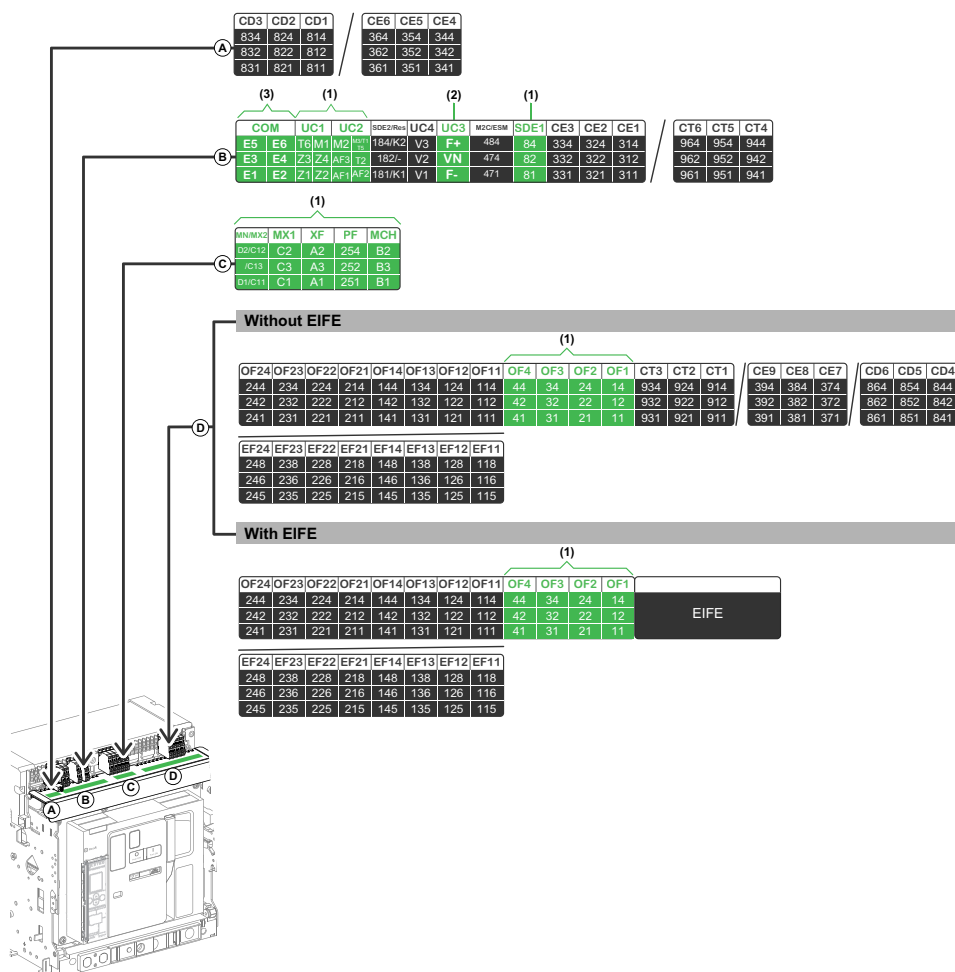 CD3 CD2 CD1 CE6 CE5 CE4
834 824 814 364 354 344
A 832 822 812 362 352 342
831 821 811 361 351 341
(3) (1) (2) (1)
COM UC1 UC2 SDE2/Res UC4 UC3 M2C/ESM SDE1 CE3 CE2 CE1 CT6 CT5 CT4
E5 E6 T6 M1 M2 M3/T1 T5 184/K2 V3 F+ 484 84 334 324 314 964 954 944
B E3 E4 Z3 Z4 AF3 T2 182/- V2 VN 474 82 332 322 312 962 952 942
E1 E2 Z1 Z2 AF1 AF2 181/K1 V1 F- 471 81 331 321 311 961 951 941
(1)
MN/MX2 MX1 XF PF MCH
D2/C12 C2 A2 254 B2
C /C13 C3 A3 252 B3
D1/C11 C1 A1 251 B1
Without EIFE
(1)
OF24 OF23 OF22 OF21 OF14 OF13 OF12 OF11 OF4 OF3 OF2 OF1 CT3 CT2 CT1 CE9 CE8 CE7 CD6 CD5 CD4
244 234 224 214 144 134 124 114 44 34 24 14 934 924 914 394 384 374 864 854 844
242 232 222 212 142 132 122 112 42 32 22 12 932 922 912 392 382 372 862 852 842
241 231 221 211 141 131 121 111 41 31 21 11 931 921 911 391 381 371 861 851 841
D
EF24 EF23 EF22 EF21 EF14 EF13 EF12 EF11
248 238 228 218 148 138 128 118
246 236 226 216 146 136 126 116
245 235 225 215 145 135 125 115
With EIFE
(1)
OF24 OF23 OF22 OF21 OF14 OF13 OF12 OF11 OF4 OF3 OF2 OF1
244 234 224 214 144 134 124 114 44 34 24 14
242 232 222 212 142 132 122 112 42 32 22 12 EIFE
241 231 221 211 141 131 121 111 41 31 21 11
EF24 EF23 EF22 EF21 EF14 EF13 EF12 EF11
248 238 228 218 148 138 128 118
246 236 226 216 146 136 126 116
245 235 225 215 145 135 125 115
A B C D